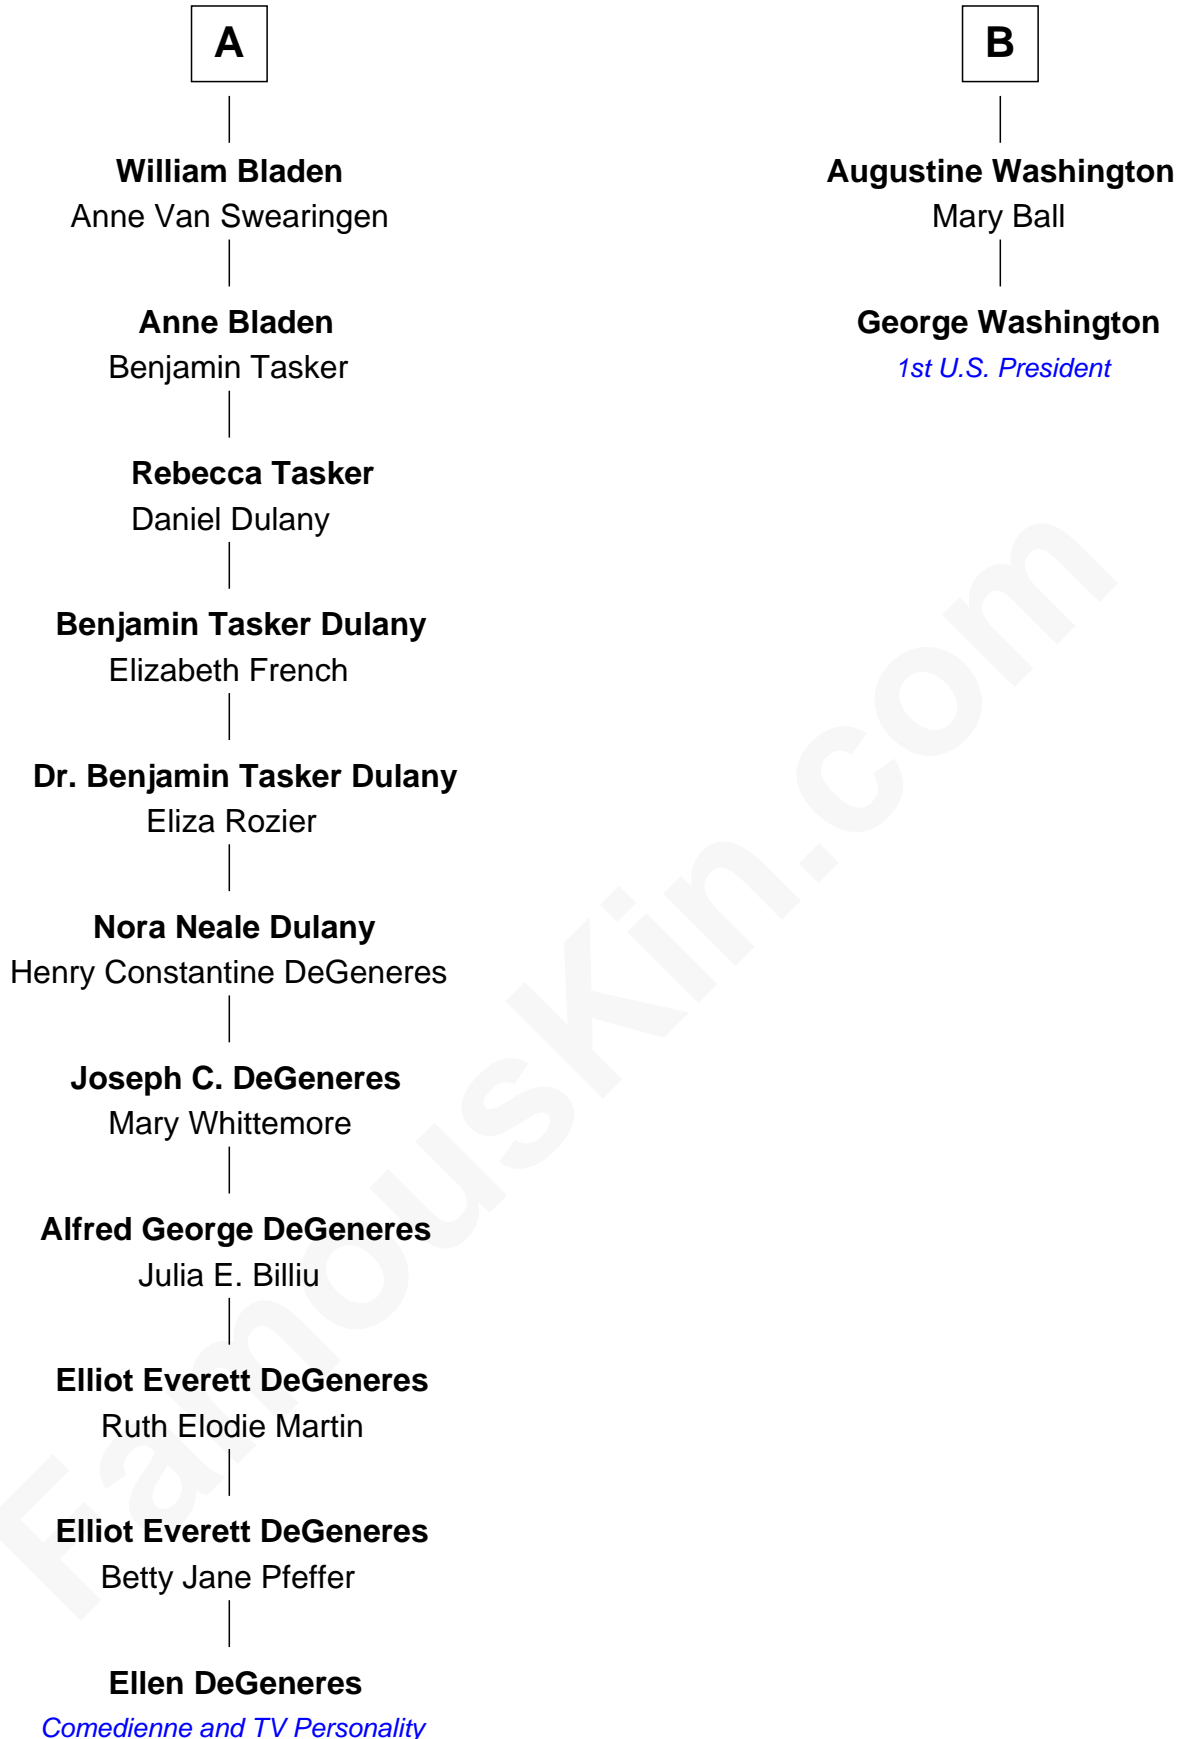 A
William Bladen
Anne Van Swearingen
Anne Bladen
Benjamin Tasker
Rebecca Tasker
Daniel Dulany
Benjamin Tasker Dulany
Elizabeth French
Dr. Benjamin Tasker Dulany
Eliza Rozier
Nora Neale Dulany
Henry Constantine DeGeneres
Joseph C. DeGeneres
Mary Whittemore
Alfred George DeGeneres
Julia E. Billiu
Elliot Everett DeGeneres
Ruth Elodie Martin
Elliot Everett DeGeneres
Betty Jane Pfeffer
Ellen DeGeneres
Comedienne and TV Personality
B
Augustine Washington
Mary Ball
George Washington
1st U.S. President
FamousKin.com